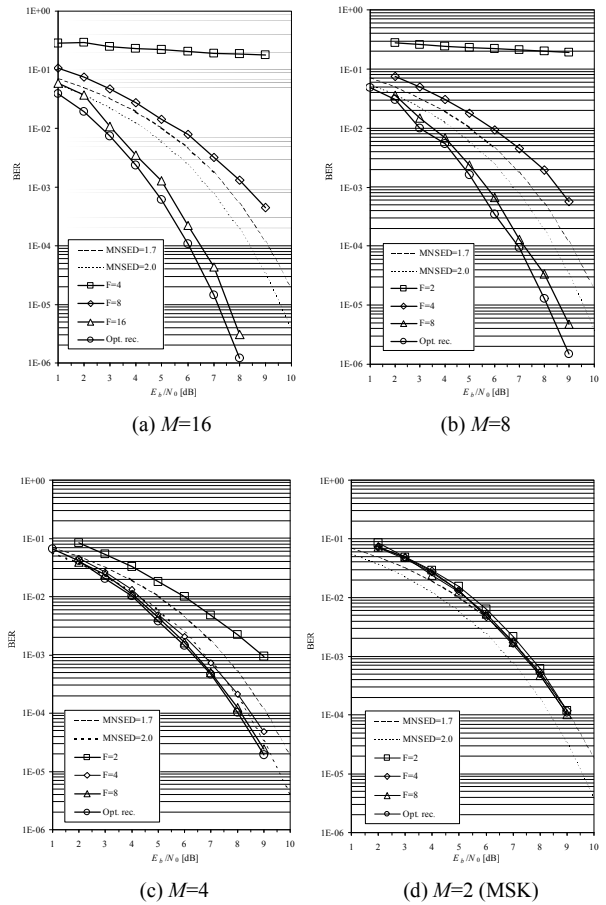 1E+00
1E-01
1E-02
1E-03
1E-04
1E-05
1E-06
BER
MNSED=1.7
MNSED=2.0
F=4
F=8
F=16
Opt. rec.
1 2 3 4 5 6 7 8 9 10
E_b/N_0 [dB]
(a) M=16
1E+00
1E-01
1E-02
1E-03
1E-04
1E-05
1E-06
BER
MNSED=1.7
MNSED=2.0
F=2
F=4
F=8
Opt. rec.
1 2 3 4 5 6 7 8 9 10
E_b/N_0 [dB]
(b) M=8
1E+00
1E-01
1E-02
1E-03
1E-04
1E-05
1E-06
BER
MNSED=1.7
MNSED=2.0
F=2
F=4
F=8
Opt. rec.
1 2 3 4 5 6 7 8 9 10
E_b/N_0 [dB]
(c) M=4
1E+00
1E-01
1E-02
1E-03
1E-04
1E-05
1E-06
BER
MNSED=1.7
MNSED=2.0
F=2
F=4
F=8
Opt. rec.
1 2 3 4 5 6 7 8 9 10
E_b/N_0 [dB]
(d) M=2 (MSK)